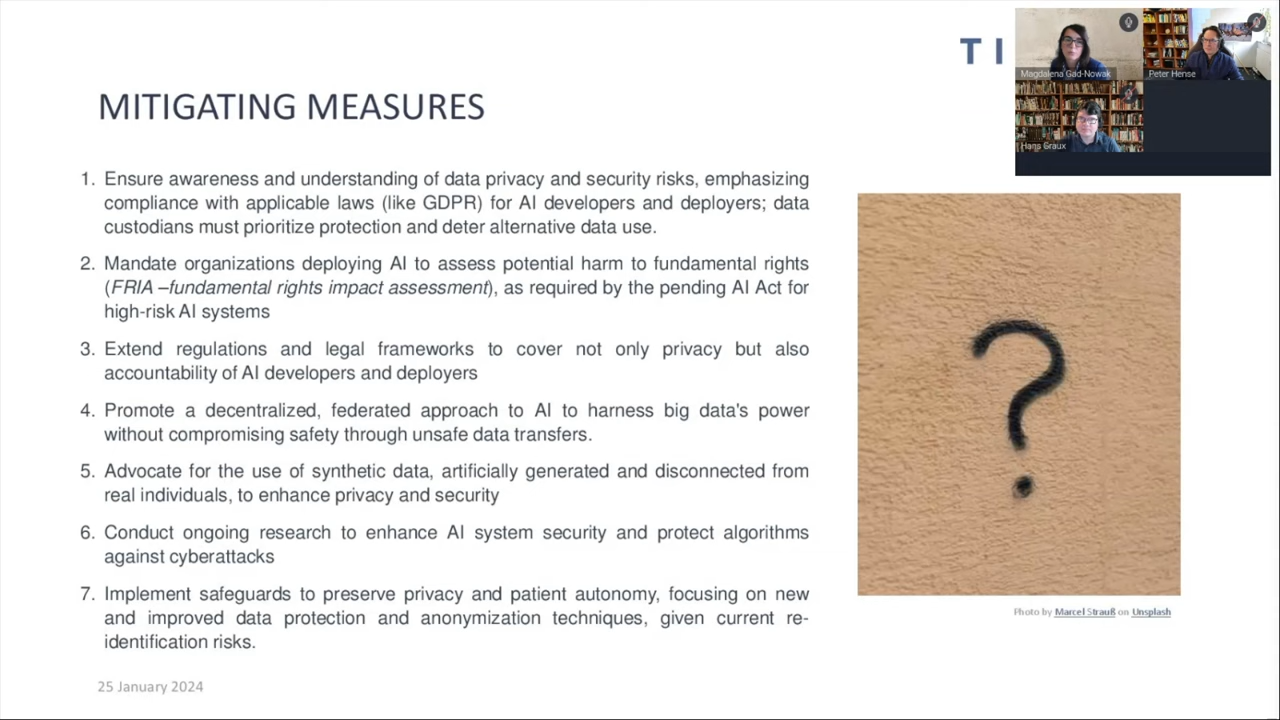 T I
MITIGATING MEASURES
Magdalena Gad-Nowak
Peter Hense
Hans Graux
1. Ensure awareness and understanding of data privacy and security risks, emphasizing
compliance with applicable laws (like GDPR) for AI developers and deployers; data
custodians must prioritize protection and deter alternative data use.
2. Mandate organizations deploying AI to assess potential harm to fundamental rights
(FRIA –fundamental rights impact assessment), as required by the pending AI Act for
high-risk AI systems
3. Extend regulations and legal frameworks to cover not only privacy but also
accountability of AI developers and deployers
4. Promote a decentralized, federated approach to AI to harness big data's power
without compromising safety through unsafe data transfers.
5. Advocate for the use of synthetic data, artificially generated and disconnected from
real individuals, to enhance privacy and security
6. Conduct ongoing research to enhance AI system security and protect algorithms
against cyberattacks
7. Implement safeguards to preserve privacy and patient autonomy, focusing on new
and improved data protection and anonymization techniques, given current re-
identification risks.
?
Photo by Marcel Strauß on Unsplash
25 January 2024